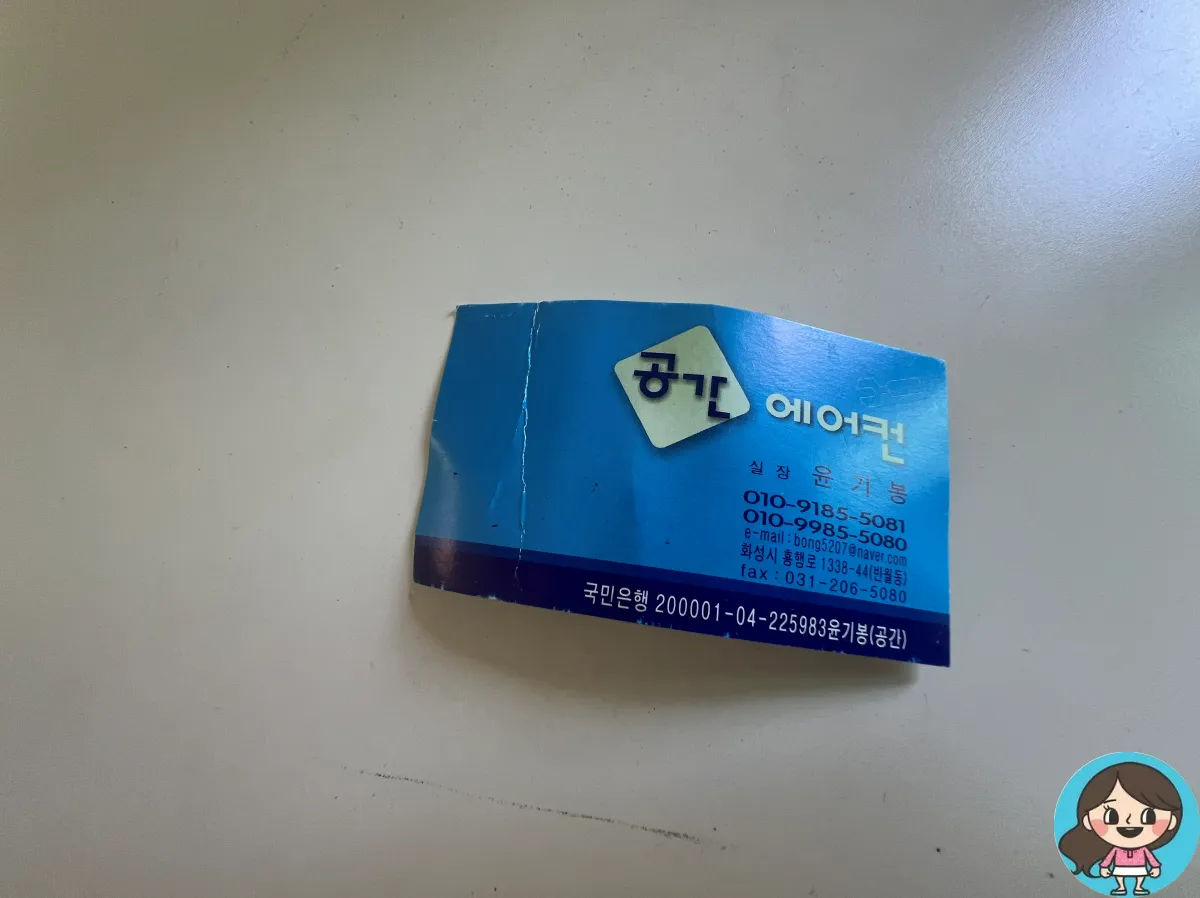 공간 에어컨
실장 윤기봉
010-9185-5081
010-9985-5080
e-mail : bong5207@naver.com
화성시 흥행로 1338-44(반월동)
fax : 031-206-5080
국민은행 200001-04-225983윤기봉(공간)